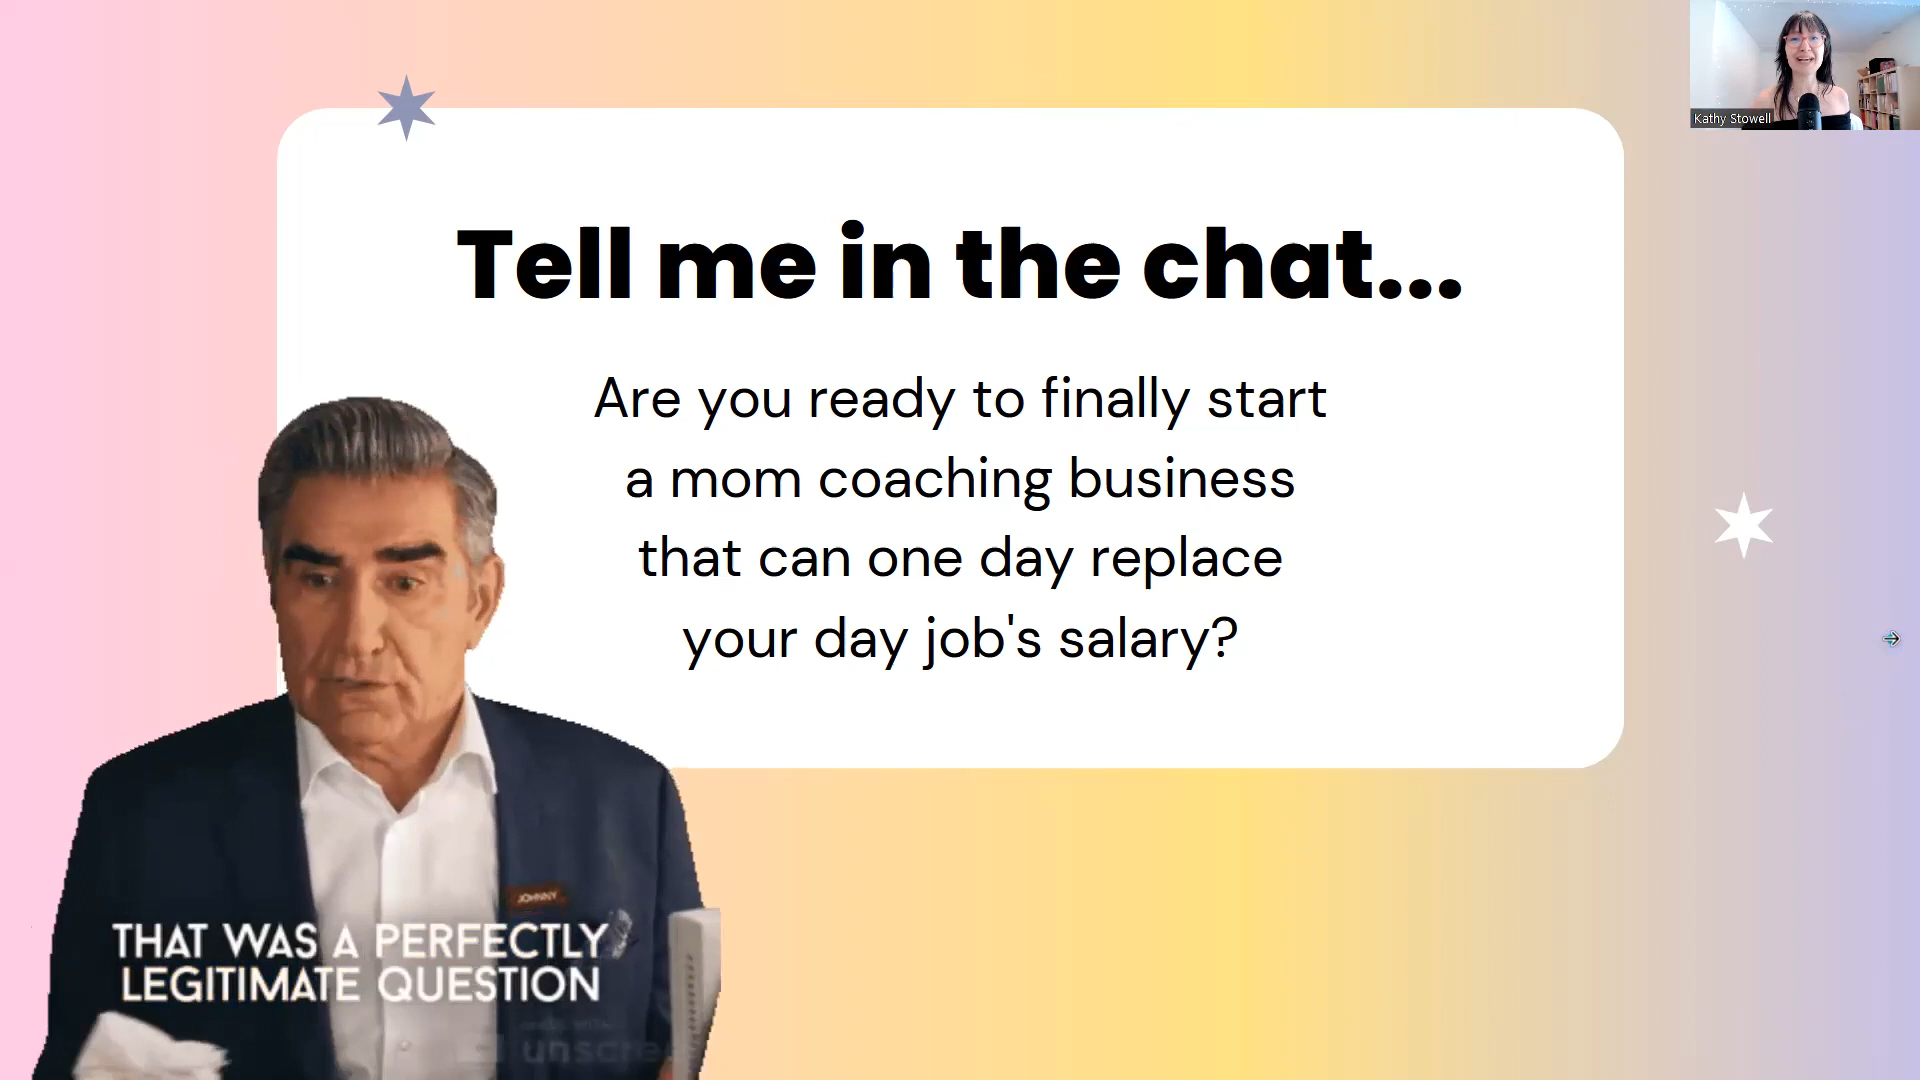 Kathy Stowell
Tell me in the chat...
Are you ready to finally start
a mom coaching business
that can one day replace
your day job's salary?
JOHNNY
THAT WAS A PERFECTLY
LEGITIMATE QUESTION